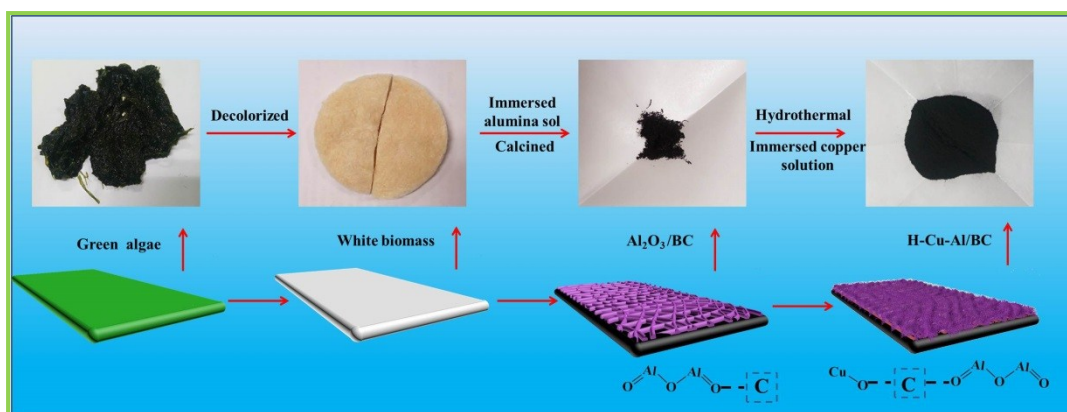 Decolorized
Immersed
alumina sol
Calcined
Hydrothermal
Immersed copper
solution
Green algae
White biomass
Al₂O₃/BC
H-Cu-Al/BC
O=Al-O-Al=O---C
Cu-O---C---O=Al-O-Al=O